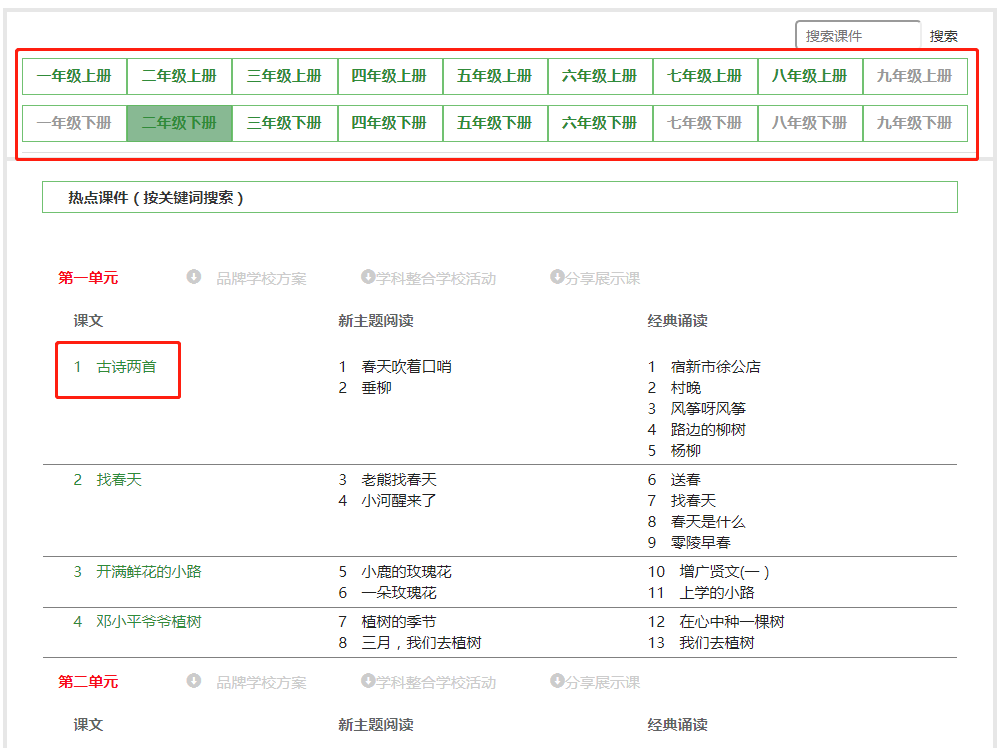 搜索课件 搜索
一年级上册 二年级上册 三年级上册 四年级上册 五年级上册 六年级上册 七年级上册 八年级上册 九年级上册
一年级下册 二年级下册 三年级下册 四年级下册 五年级下册 六年级下册 七年级下册 八年级下册 九年级下册
热点课件（按关键词搜索）
第一单元 品牌学校方案 学科整合学校活动 分享展示课
课文 新主题阅读 经典诵读
1 古诗两首 1 春天吹着口哨 1 宿新市徐公店
2 垂柳 2 村晚
3 风筝呀风筝
4 路边的柳树
5 杨柳
2 找春天 3 老熊找春天 6 送春
4 小河醒来了 7 找春天
8 春天是什么
9 零陵早春
3 开满鲜花的小路 5 小鹿的玫瑰花 10 增广贤文(一）
6 一朵玫瑰花 11 上学的小路
4 邓小平爷爷植树 7 植树的季节 12 在心中种一棵树
8 三月，我们去植树 13 我们去植树
第二单元 品牌学校方案 学科整合学校活动 分享展示课
课文 新主题阅读 经典诵读